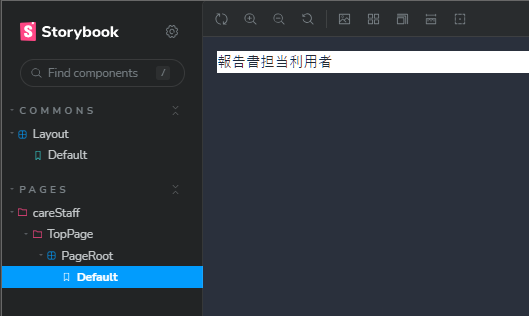 Storybook
Find components /
COMMONS
Layout
Default
PAGES
careStaff
TopPage
PageRoot
Default
報告書担当利用者